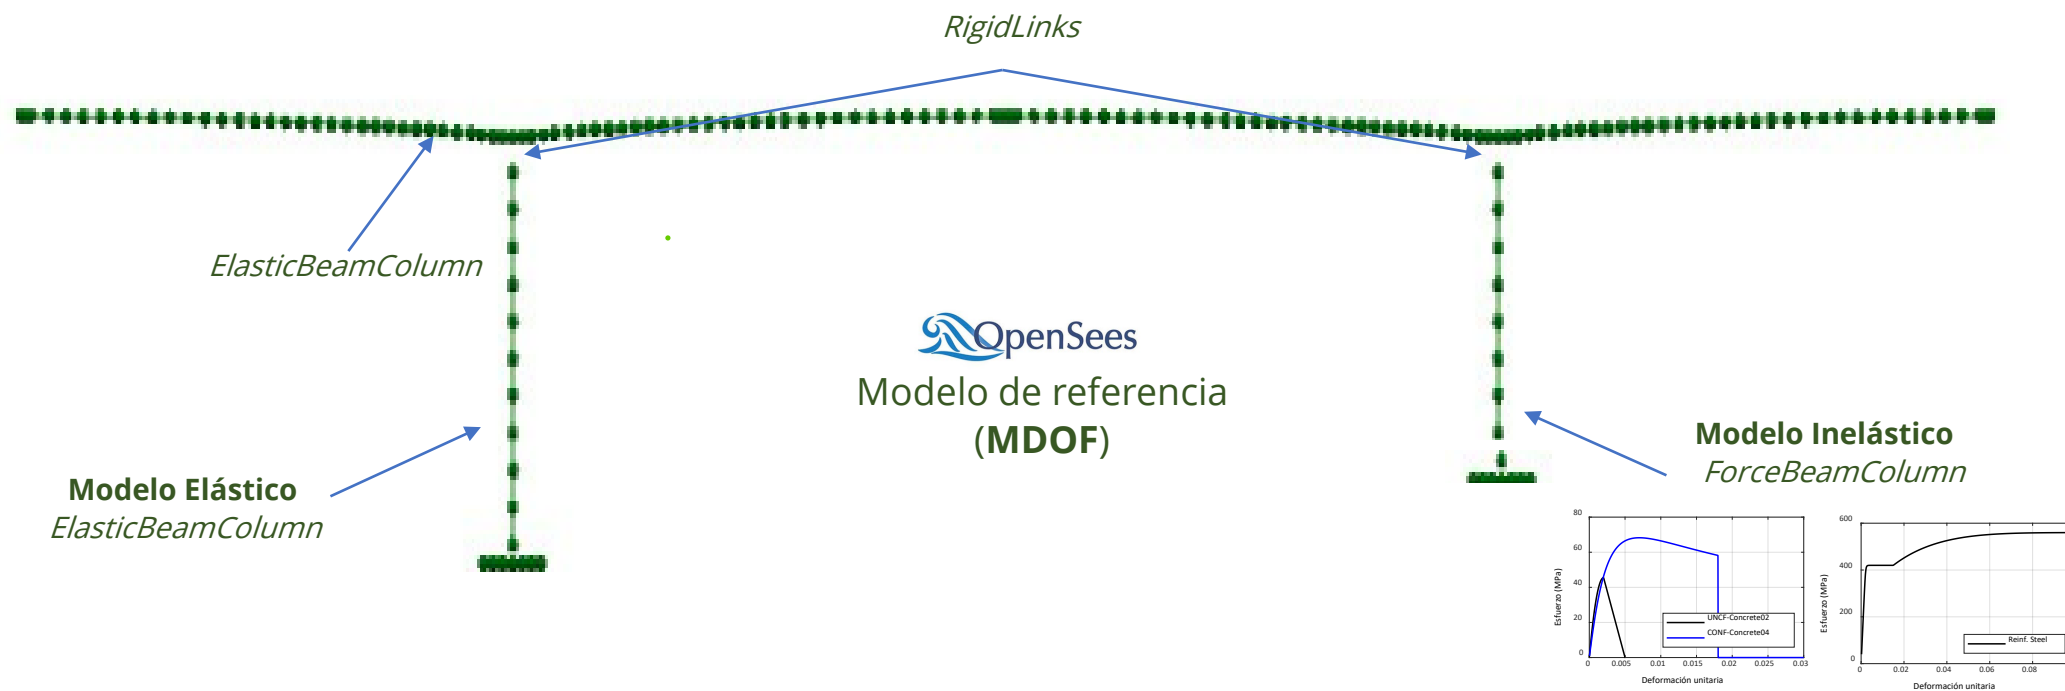 RigidLinks
ElasticBeamColumn
OpenSees
Modelo de referencia
(MDOF)
Modelo Elástico
ElasticBeamColumn
Modelo Inelástico
ForceBeamColumn
80
60
40
20
0
Esfuerzo (MPa)
UNCF-Concrete02
CONF-Concrete04
0 0.005 0.01 0.015 0.02 0.025 0.03
Deformación unitaria
600
400
200
0
Esfuerzo (MPa)
Reinf. Steel
0 0.02 0.04 0.06 0.08
Deformación unitaria